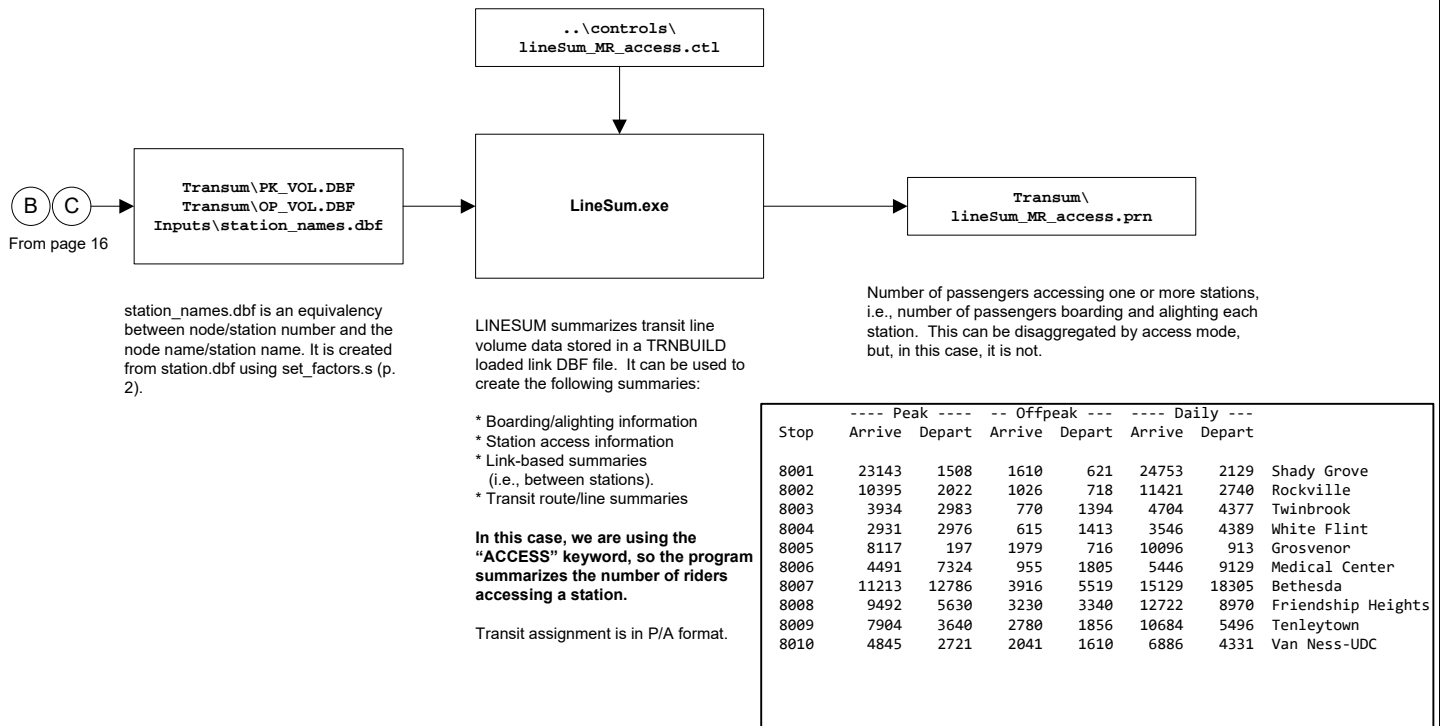 ..\controls\
lineSum_MR_access.ctl
B C
From page 16
Transum\PK_VOL.DBF
Transum\OP_VOL.DBF
Inputs\station_names.dbf
LineSum.exe
Transum\
lineSum_MR_access.prn
station_names.dbf is an equivalency
between node/station number and the
node name/station name. It is created
from station.dbf using set_factors.s (p.
2).
LINESUM summarizes transit line
volume data stored in a TRNBUILD
loaded link DBF file. It can be used to
create the following summaries:
* Boarding/alighting information
* Station access information
* Link-based summaries
(i.e., between stations).
* Transit route/line summaries
In this case, we are using the
“ACCESS” keyword, so the program
summarizes the number of riders
accessing a station.
Transit assignment is in P/A format.
Number of passengers accessing one or more stations,
i.e., number of passengers boarding and alighting each
station. This can be disaggregated by access mode,
but, in this case, it is not.
---- Peak ---- -- Offpeak --- ---- Daily ---
Stop Arrive Depart Arrive Depart Arrive Depart
8001 23143 1508 1610 621 24753 2129 Shady Grove
8002 10395 2022 1026 718 11421 2740 Rockville
8003 3934 2983 770 1394 4704 4377 Twinbrook
8004 2931 2976 615 1413 3546 4389 White Flint
8005 8117 197 1979 716 10096 913 Grosvenor
8006 4491 7324 955 1805 5446 9129 Medical Center
8007 11213 12786 3916 5519 15129 18305 Bethesda
8008 9492 5630 3230 3340 12722 8970 Friendship Heights
8009 7904 3640 2780 1856 10684 5496 Tenleytown
8010 4845 2721 2041 1610 6886 4331 Van Ness-UDC